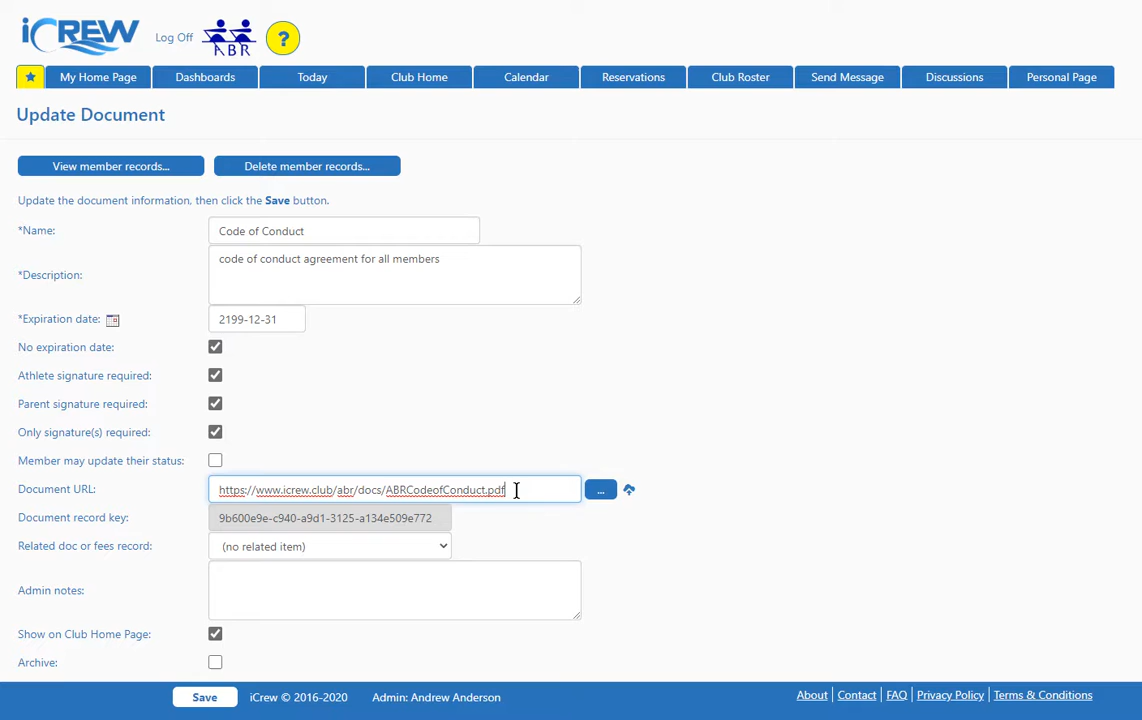 iCREW
Log Off
ABR
?
My Home Page
Dashboards
Today
Club Home
Calendar
Reservations
Club Roster
Send Message
Discussions
Personal Page
Update Document
View member records...
Delete member records...
Update the document information, then click the Save button.
*Name:
Code of Conduct
*Description:
code of conduct agreement for all members
*Expiration date:
2199-12-31
No expiration date:
Athlete signature required:
Parent signature required:
Only signature(s) required:
Member may update their status:
Document URL:
https://www.icrew.club/abr/docs/ABRCodeofConduct.pdf
...
Document record key:
9b600e9e-c940-a9d1-3125-a134e509e772
Related doc or fees record:
(no related item)
Admin notes:
Show on Club Home Page:
Archive:
Save
iCrew © 2016-2020
Admin: Andrew Anderson
About
Contact
FAQ
Privacy Policy
Terms & Conditions